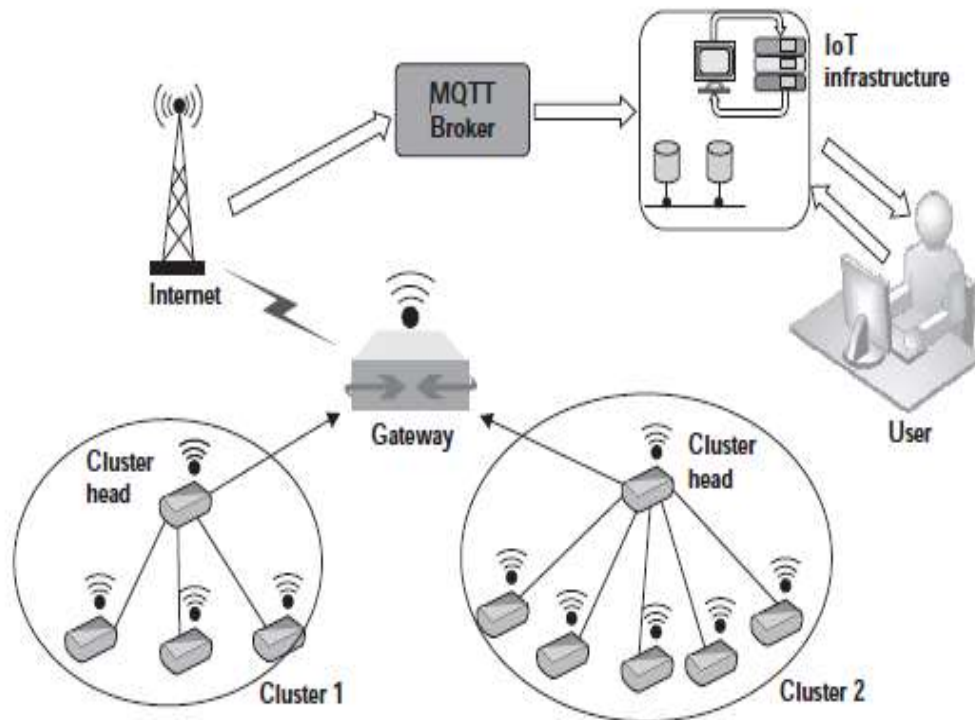 IoT
infrastructure
MQTT
Broker
Internet
Gateway
User
Cluster
head
Cluster
head
Cluster 1
Cluster 2